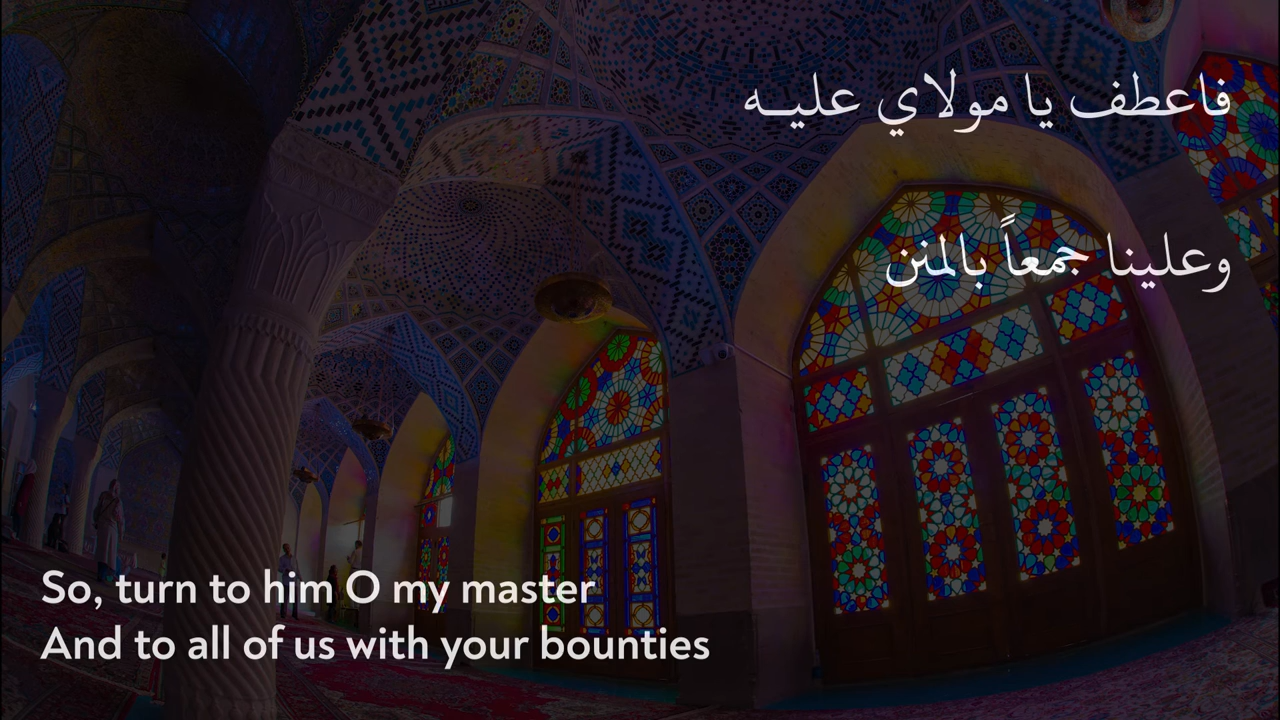 فاعطف يا مولاي عليـه
وعلينا جمعاً بالمنن
So, turn to him O my master
And to all of us with your bounties